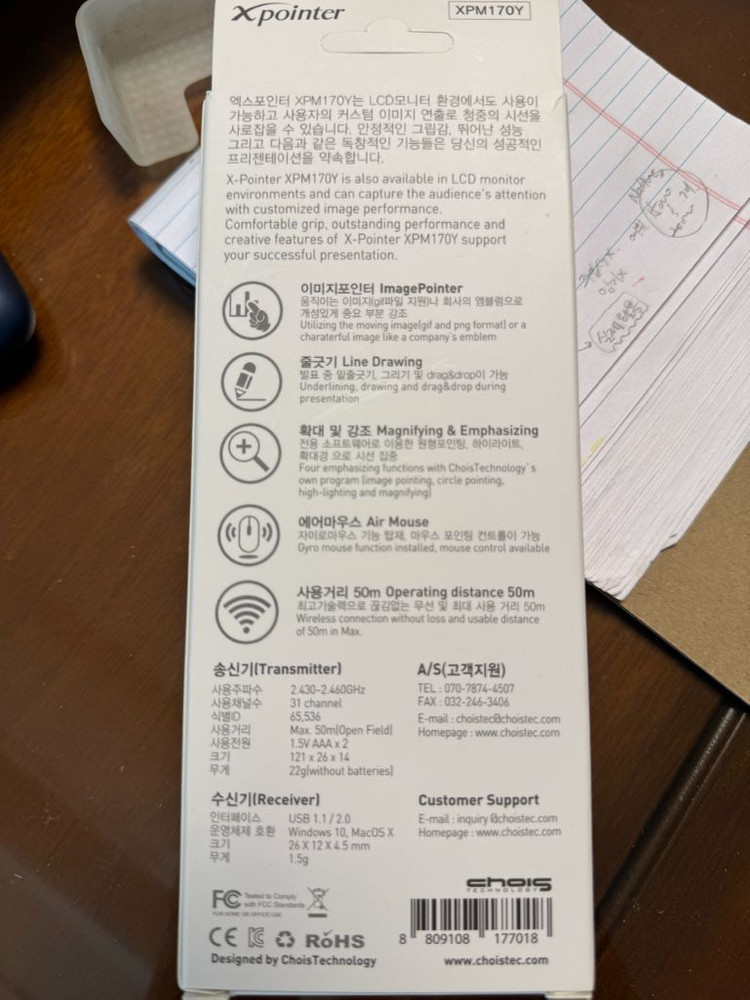 Xpointer
XPM170Y
엑스포인터 XPM170Y는 LCD모니터 환경에서도 사용이
가능하고 사용자의 커스텀 이미지 연출로 청중의 시선을
사로잡을 수 있습니다. 안정적인 그립감, 뛰어난 성능
그리고 다음과 같은 독창적인 기능들은 당신의 성공적인
프리젠테이션을 약속합니다.
X-Pointer XPM170Y is also available in LCD monitor
environments and can capture the audience's attention
with customized image performance.
Comfortable grip, outstanding performance and
creative features of X-Pointer XPM170Y support
your successful presentation.
이미지포인터 ImagePointer
움직이는 이미지(gif파일 지원)나 회사의 엠블럼으로
개성있게 중요 부분 강조
Utilizing the moving image(gif and png format) or a
charaterful image like a company's emblem
줄긋기 Line Drawing
발표 중 밑줄긋기, 그리기 및 drag&drop이 가능
Underlining, drawing and drag&drop during
presentation
확대 및 강조 Magnifying & Emphasizing
전용 소프트웨어로 이용한 원형포인팅, 하이라이트,
확대경 으로 시선 집중
Four emphasizing functions with ChoisTechnology`s
own program (image pointing, circle pointing,
high-lighting and magnifying)
에어마우스 Air Mouse
자이로마우스 기능 탑재, 마우스 포인팅 컨트롤이 가능
Gyro mouse function installed, mouse control available
사용거리 50m Operating distance 50m
최고기술력으로 끊김없는 무선 및 최대 사용 거리 50m
Wireless connection without loss and usable distance
of 50m in Max.
송신기(Transmitter)
사용주파수 2.430~2.460GHz
사용채널수 31 channel
식별ID 65,536
사용거리 Max. 50m(Open Field)
사용전원 1.5V AAA x 2
크기 121 x 26 x 14
무게 22g(without batteries)
A/S(고객지원)
TEL : 070-7874-4507
FAX : 032-246-3406
E-mail : choistec@choistec.com
Homepage : www.choistec.com
수신기(Receiver)
인터페이스 USB 1.1 / 2.0
운영체제 호환 Windows 10, MacOS X
크기 26 X 12 X 4.5 mm
무게 1.5g
Customer Support
E-mail : inquiry @choistec.com
Homepage : www.choistec.com
FC Tested to Comply
with FCC Standards
FOR HOME OR OFFICE USE
CE KC RoHS
Designed by ChoisTechnology
chois
TECHNOLOGY
8 809108 177018
www.choistec.com